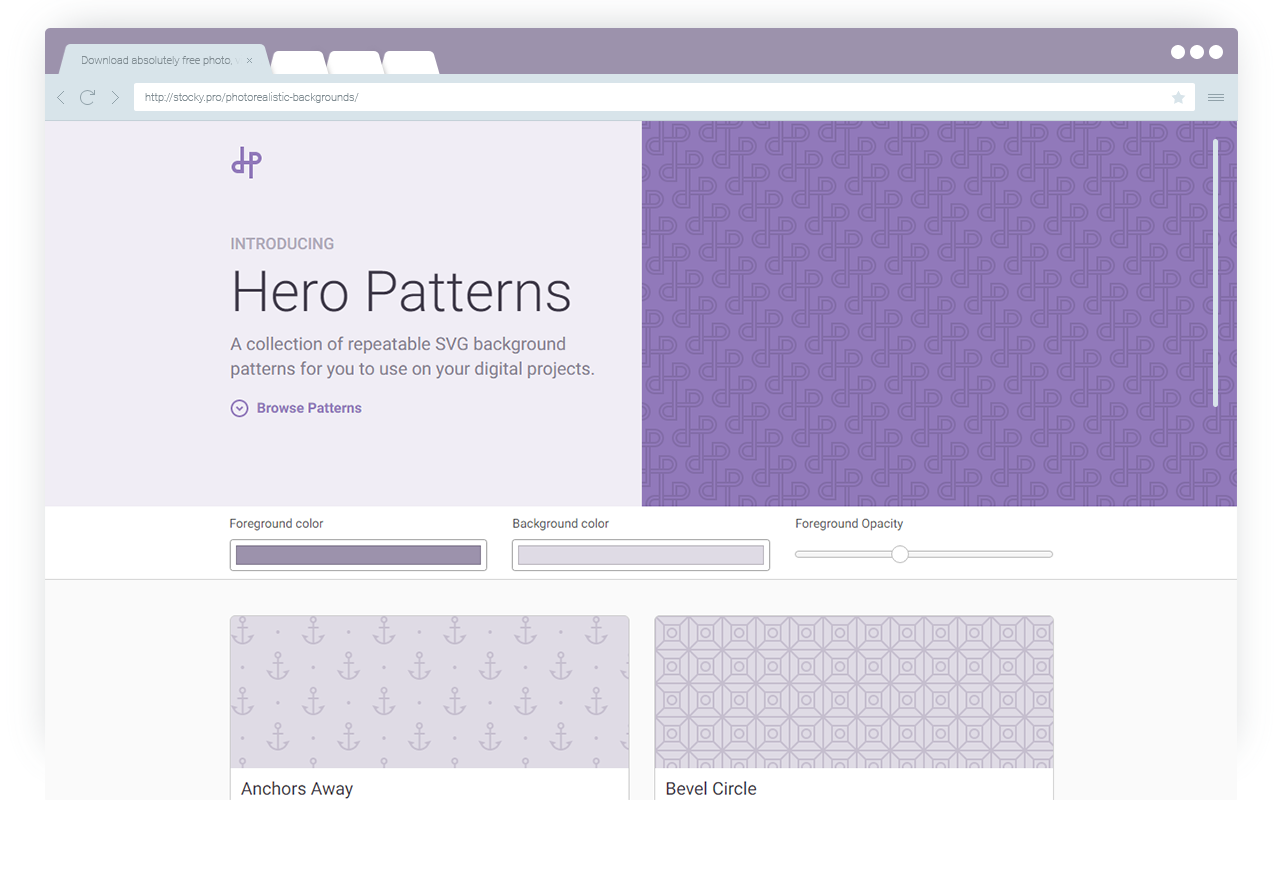 Download absolutely free photo,
http://stocky.pro/photorealistic-backgrounds/
INTRODUCING
Hero Patterns
A collection of repeatable SVG background
patterns for you to use on your digital projects.
Browse Patterns
Foreground color
Background color
Foreground Opacity
Anchors Away
Bevel Circle